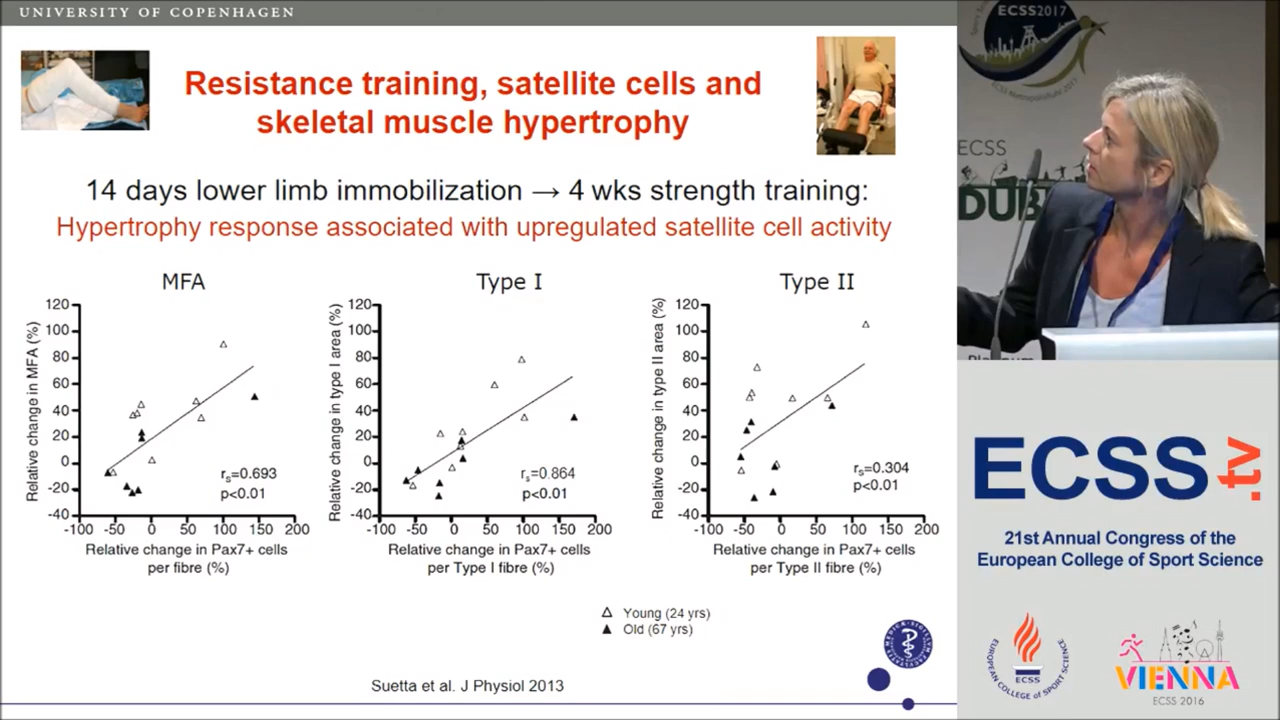 UNIVERSITY OF COPENHAGEN
Resistance training, satellite cells and
skeletal muscle hypertrophy
14 days lower limb immobilization → 4 wks strength training:
Hypertrophy response associated with upregulated satellite cell activity
MFA
Relative change in MFA (%)
120
100
80
60
40
20
0
-20
-40
rs=0.693
p<0.01
-100 -50 0 50 100 150 200
Relative change in Pax7+ cells
per fibre (%)
Type I
Relative change in type I area (%)
120
100
80
60
40
20
0
-20
-40
rs=0.864
p<0.01
-100 -50 0 50 100 150 200
Relative change in Pax7+ cells
per Type I fibre (%)
Type II
Relative change in type II area (%)
120
100
80
60
40
20
0
-20
-40
rs=0.304
p<0.01
-100 -50 0 50 100 150 200
Relative change in Pax7+ cells
per Type II fibre (%)
△ Young (24 yrs)
▲ Old (67 yrs)
Suetta et al. J Physiol 2013
ECSS2017
ECSS
DUB
ECSS.tv
21st Annual Congress of the
European College of Sport Science
EUROPEAN COLLEGE OF SPORT SCIENCE
ECSS
VIENNA
ECSS 2016